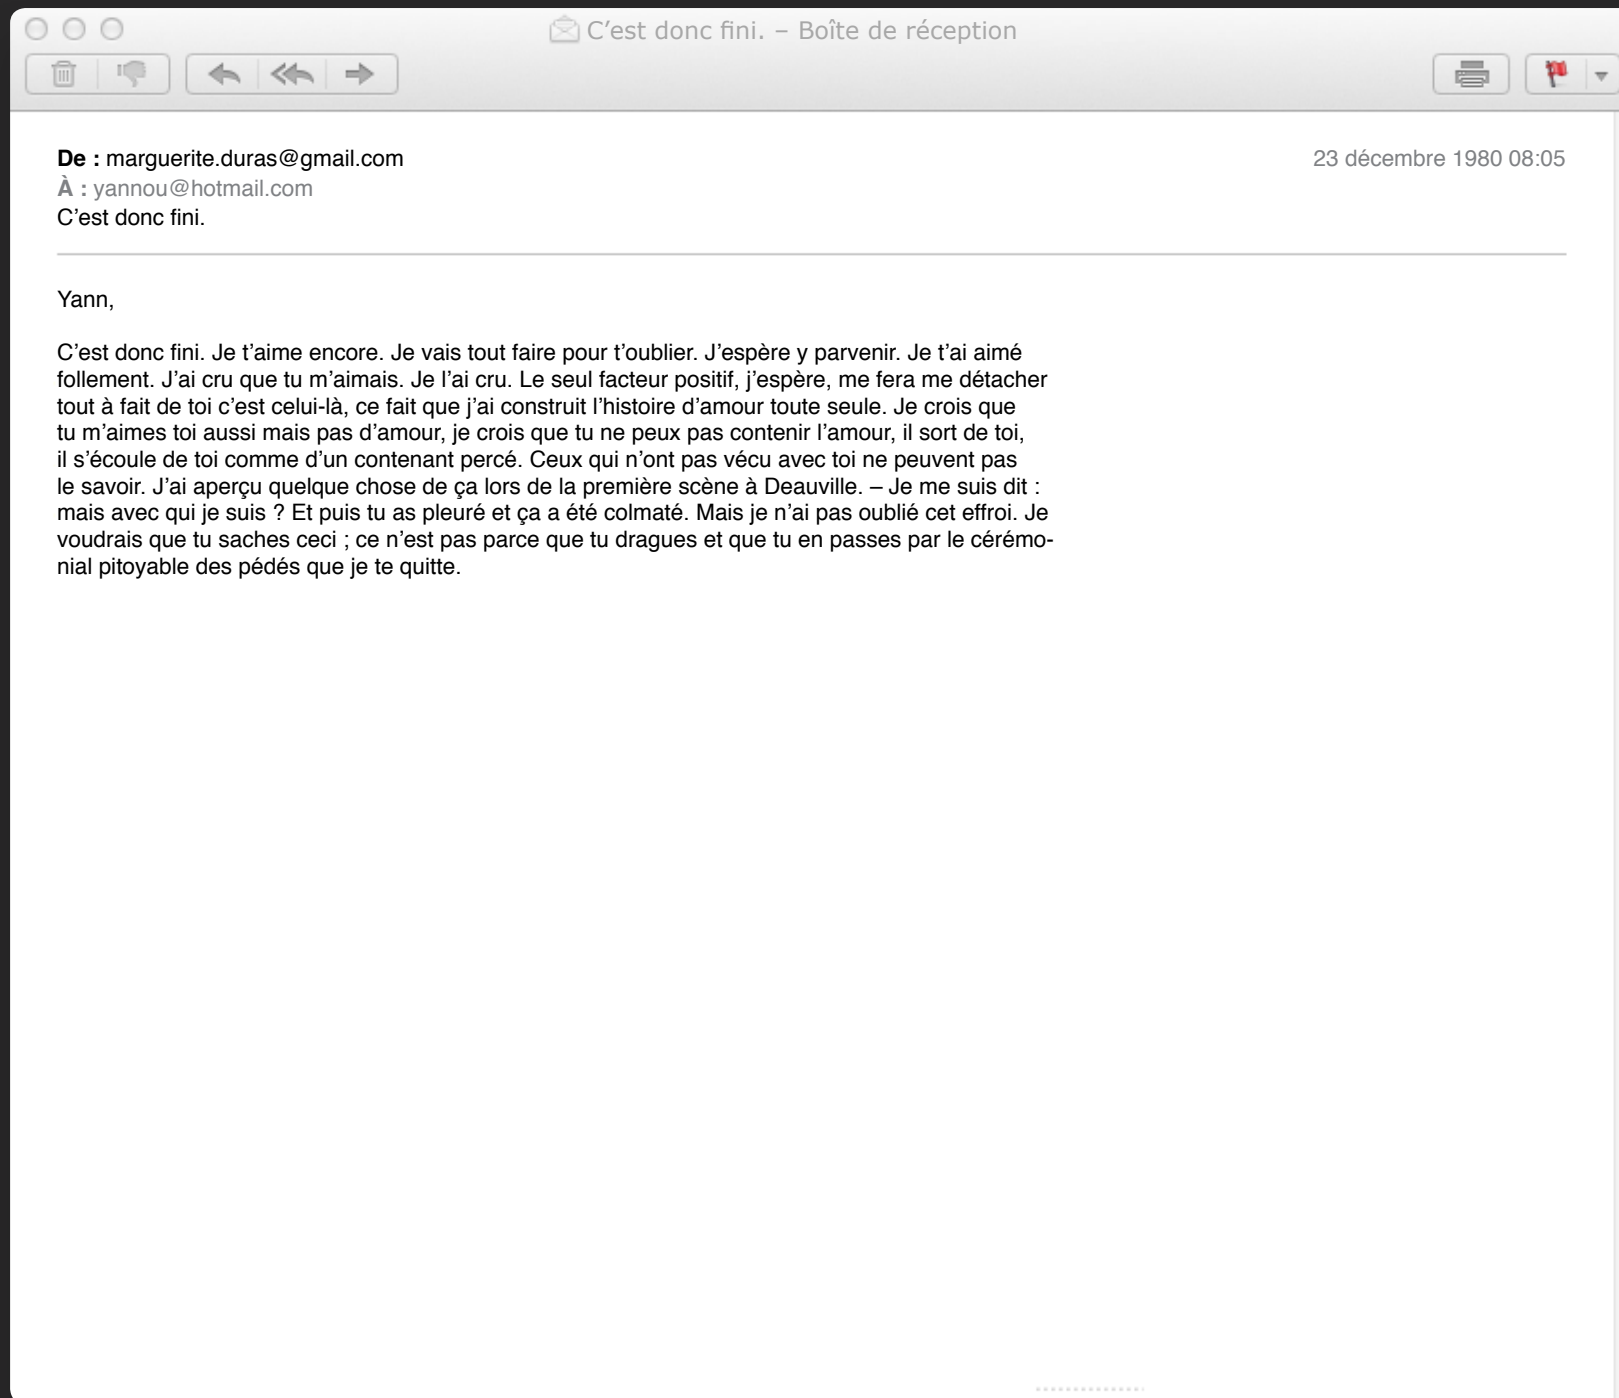 C’est donc fini. – Boîte de réception
De : marguerite.duras@gmail.com
23 décembre 1980 08:05
À : yannou@hotmail.com
C’est donc fini.
Yann,
C’est donc fini. Je t’aime encore. Je vais tout faire pour t’oublier. J’espère y parvenir. Je t’ai aimé
follement. J’ai cru que tu m’aimais. Je l’ai cru. Le seul facteur positif, j’espère, me fera me détacher
tout à fait de toi c’est celui-là, ce fait que j’ai construit l’histoire d’amour toute seule. Je crois que
tu m’aimes toi aussi mais pas d’amour, je crois que tu ne peux pas contenir l’amour, il sort de toi,
il s’écoule de toi comme d’un contenant percé. Ceux qui n’ont pas vécu avec toi ne peuvent pas
le savoir. J’ai aperçu quelque chose de ça lors de la première scène à Deauville. – Je me suis dit :
mais avec qui je suis ? Et puis tu as pleuré et ça a été colmaté. Mais je n’ai pas oublié cet effroi. Je
voudrais que tu saches ceci ; ce n’est pas parce que tu dragues et que tu en passes par le cérémo-
nial pitoyable des pédés que je te quitte.